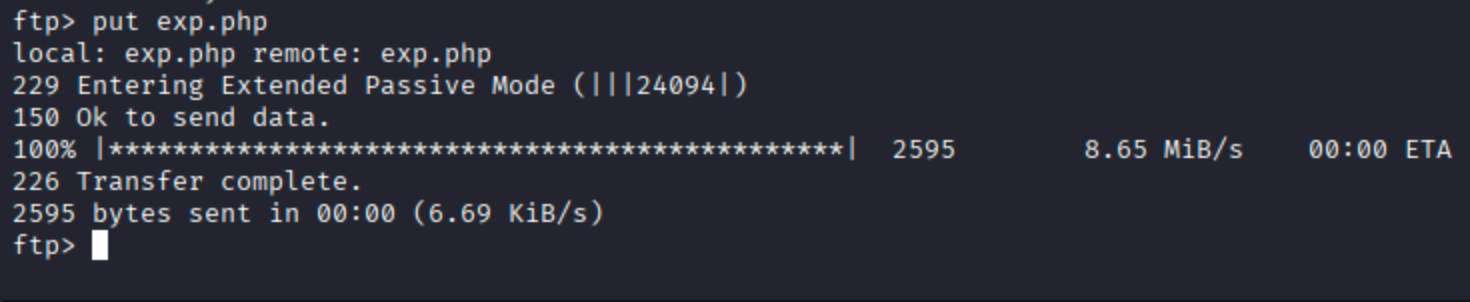 ftp> put exp.php
local: exp.php remote: exp.php
229 Entering Extended Passive Mode (|||24094|)
150 Ok to send data.
100% |**********************************************| 2595 8.65 MiB/s 00:00 ETA
226 Transfer complete.
2595 bytes sent in 00:00 (6.69 KiB/s)
ftp>